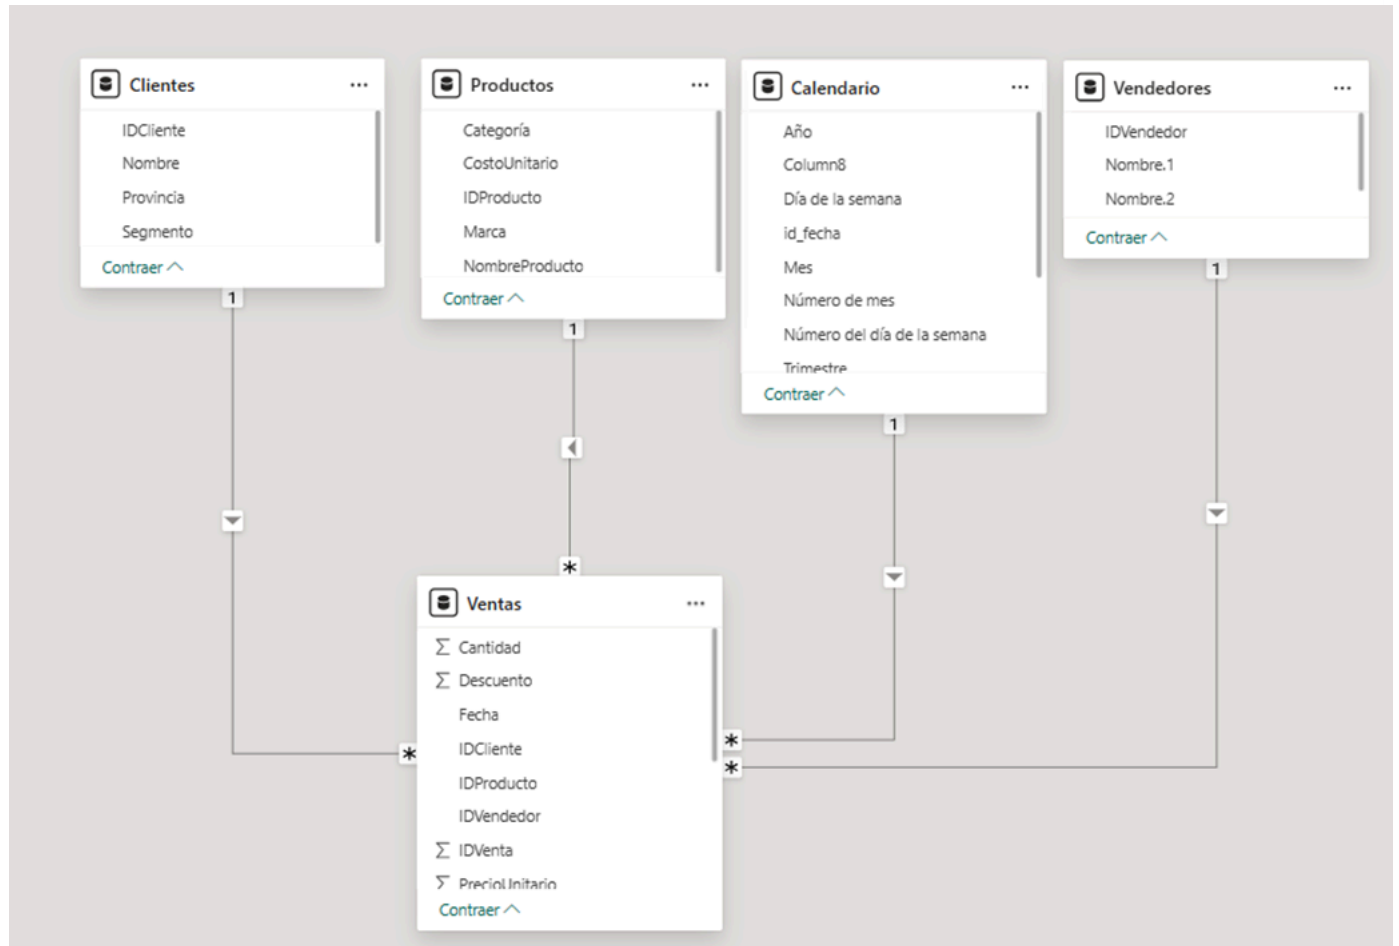 Clientes ...
IDCliente
Nombre
Provincia
Segmento
Contraer
1
Productos ...
Categoría
CostoUnitario
IDProducto
Marca
NombreProducto
Contraer
1
Calendario ...
Año
Column8
Día de la semana
id_fecha
Mes
Número de mes
Número del día de la semana
Trimestre
Contraer
1
Vendedores ...
IDVendedor
Nombre.1
Nombre.2
Contraer
1
*
Ventas ...
Σ Cantidad
Σ Descuento
Fecha
IDCliente
IDProducto
IDVendedor
Σ IDVenta
Σ PrecioUnitario
Contraer
*
*
*